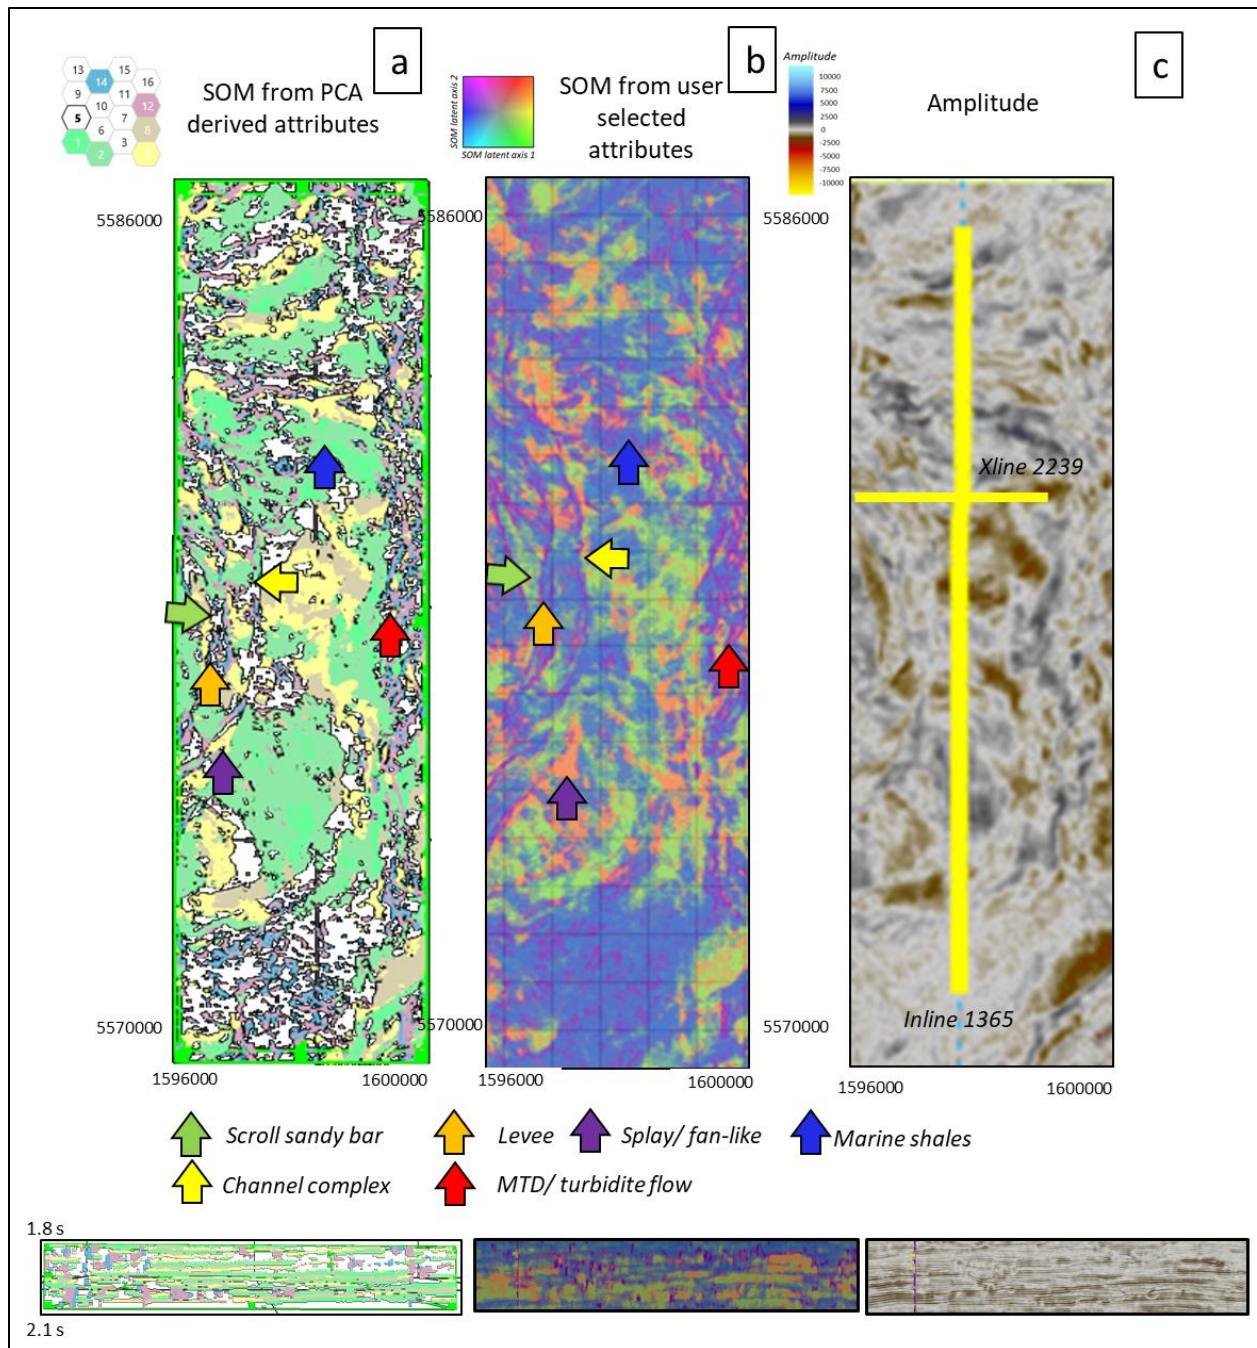 a
b
c
13
15
14
16
9
11
10
12
5
7
6
8
1
3
2
SOM from PCA
derived attributes
SOM latent axis 2
SOM latent axis 1
SOM from user
selected
attributes
Amplitude
10000
7500
5000
2500
0
-2500
-5000
-7500
-10000
Amplitude
5586000
5586000
5586000
Xline 2239
Inline 1365
5570000
5570000
5570000
1596000
1600000
1596000
1600000
1596000
1600000
Scroll sandy bar
Levee
Splay/ fan-like
Marine shales
Channel complex
MTD/ turbidite flow
1.8 s
2.1 s